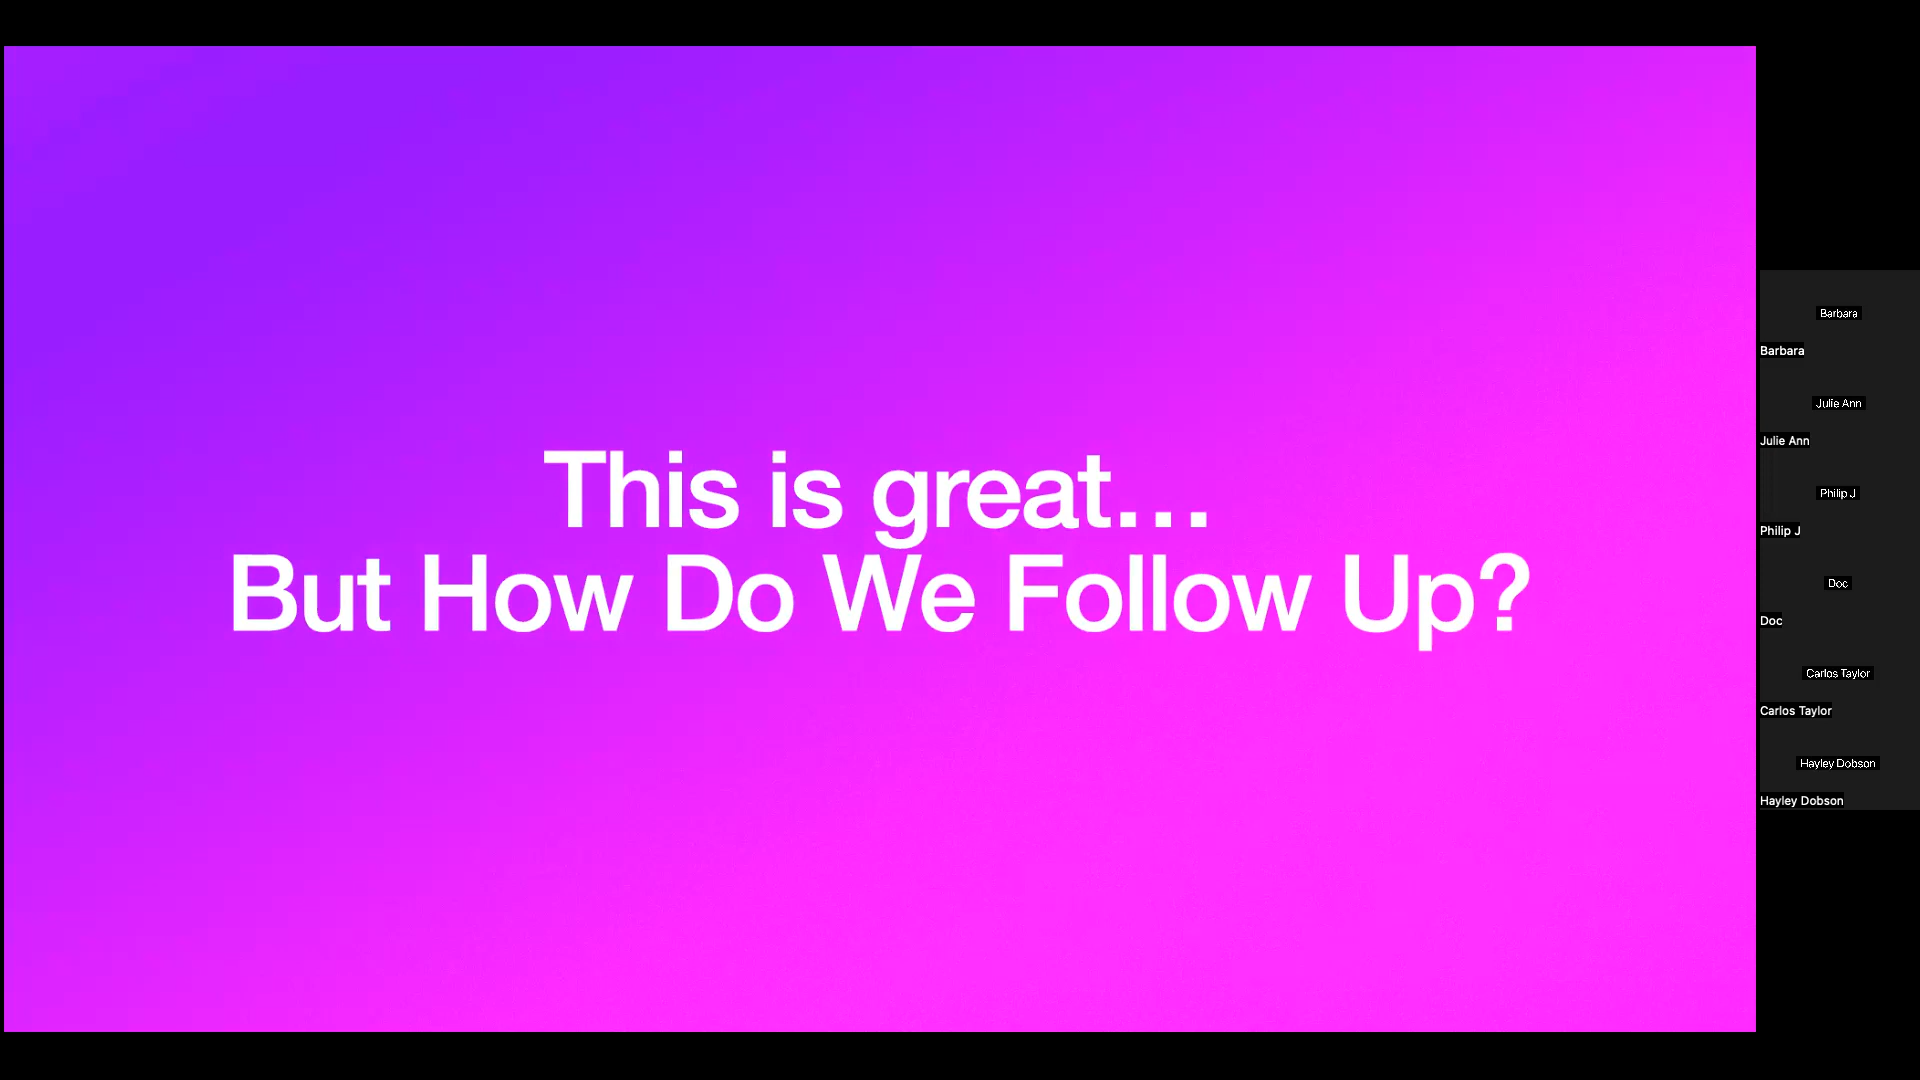 This is great...
But How Do We Follow Up?
Barbara
Barbara
Julie Ann
Julie Ann
Philip J
Philip J
Doc
Doc
Carlos Taylor
Carlos Taylor
Hayley Dobson
Hayley Dobson